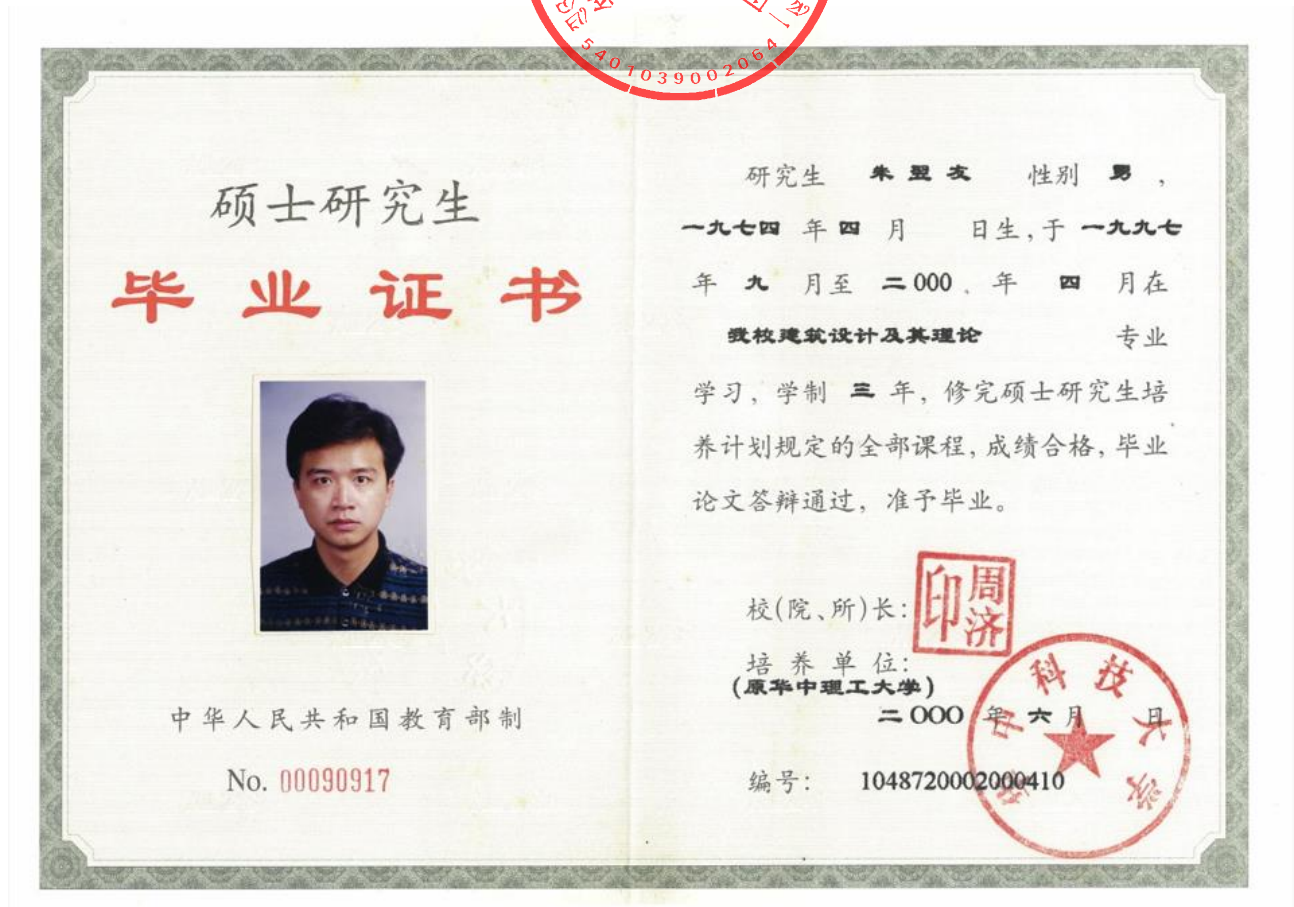 5401039002064
硕士研究生
毕业证书
中华人民共和国教育部制
No. 00090917
研究生 朱翌友 性别 男，
一九七四 年 四 月 日生，于 一九九七
年 九 月至 二000 、年 四 月在
我校建筑设计及其理论 专业
学习，学制 三 年，修完硕士研究生培
养计划规定的全部课程，成绩合格，毕业
论文答辩通过，准予毕业。
校(院、所)长：
周济印
培养单位：
(原华中理工大学)
二OOO 年 六 月 日
华中科技大学
编号： 1048720002000410